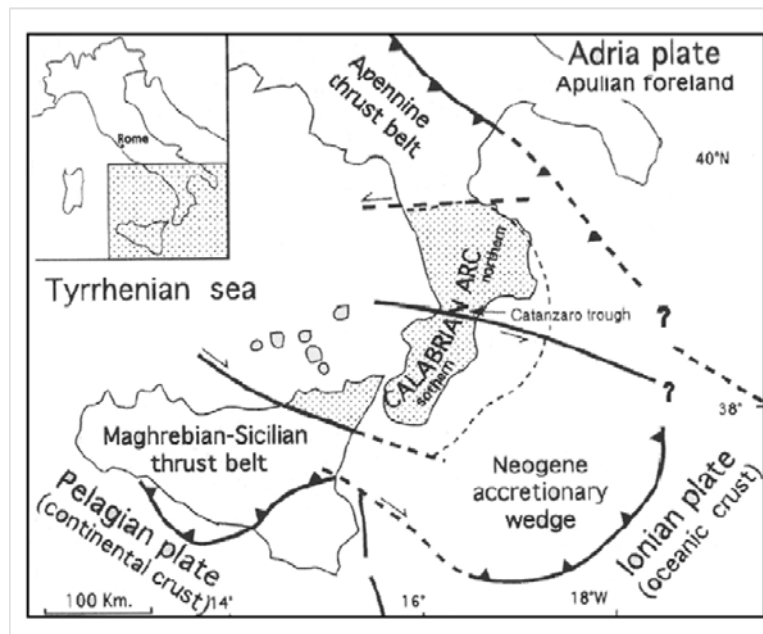 Adria plate
Apulian foreland
Apennine
thrust belt
Rome
40°N
Tyrrhenian sea
CALABRIAN ARC
northern
sorthern
Catanzaro trough
?
?
38°
Maghrebian-Sicilian
thrust belt
Neogene
accretionary
wedge
Pelagian plate
(continental crust)
Ionian plate
(oceanic crust)
100 Km.
14°
16°
18°W